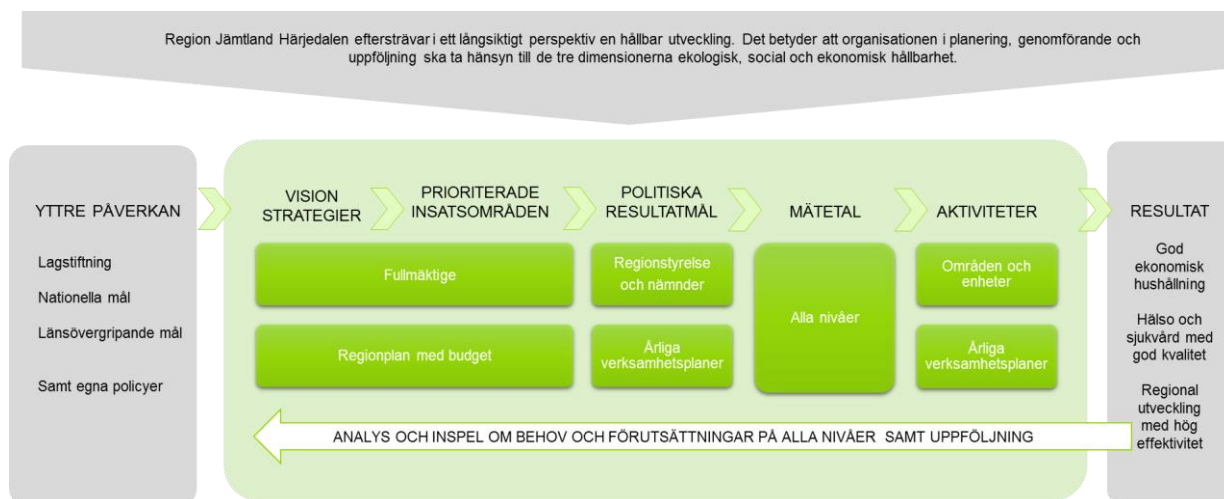 Region Jämtland Härjedalen eftersträvar i ett långsiktigt perspektiv en hållbar utveckling. Det betyder att organisationen i planering, genomförande och
uppföljning ska ta hänsyn till de tre dimensionerna ekologisk, social och ekonomisk hållbarhet.
YTTRE PÅVERKAN
Lagstiftning
Nationella mål
Länsövergripande mål
Samt egna policyer
VISION
STRATEGIER
PRIORITERADE
INSATSOMRÅDEN
POLITISKA
RESULTATMÅL
MÄTETAL
AKTIVITETER
Fullmäktige
Regionstyrelse
och nämnder
Alla nivåer
Områden och
enheter
Regionplan med budget
Årliga
verksamhetsplaner
Årliga
verksamhetsplaner
ANALYS OCH INSPEL OM BEHOV OCH FÖRUTSÄTTNINGAR PÅ ALLA NIVÅER SAMT UPPFÖLJNING
RESULTAT
God
ekonomisk
hushållning
Hälso och
sjukvård med
god kvalitet
Regional
utveckling
med hög
effektivitet